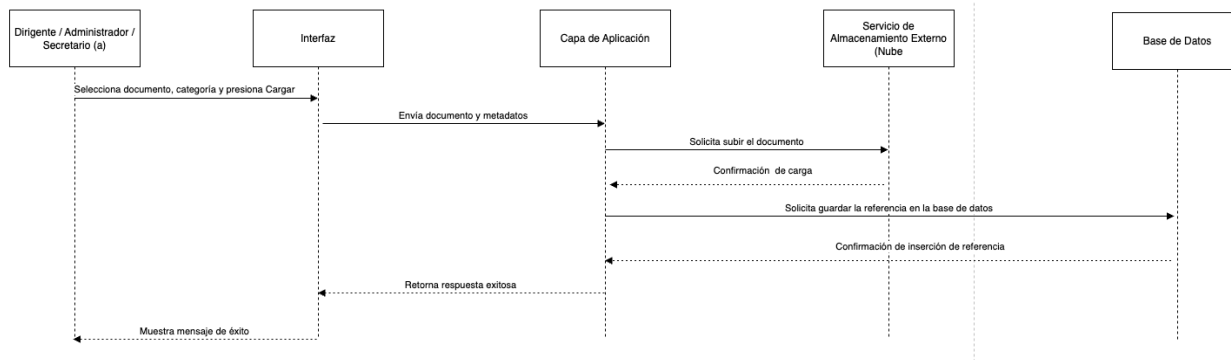 Dirigente / Administrador /
Secretario (a)
Interfaz
Capa de Aplicación
Servicio de
Almacenamiento Externo
(Nube
Base de Datos
Selecciona documento, categoría y presiona Cargar
Envía documento y metadatos
Solicita subir el documento
Confirmación de carga
Solicita guardar la referencia en la base de datos
Confirmación de inserción de referencia
Retorna respuesta exitosa
Muestra mensaje de éxito